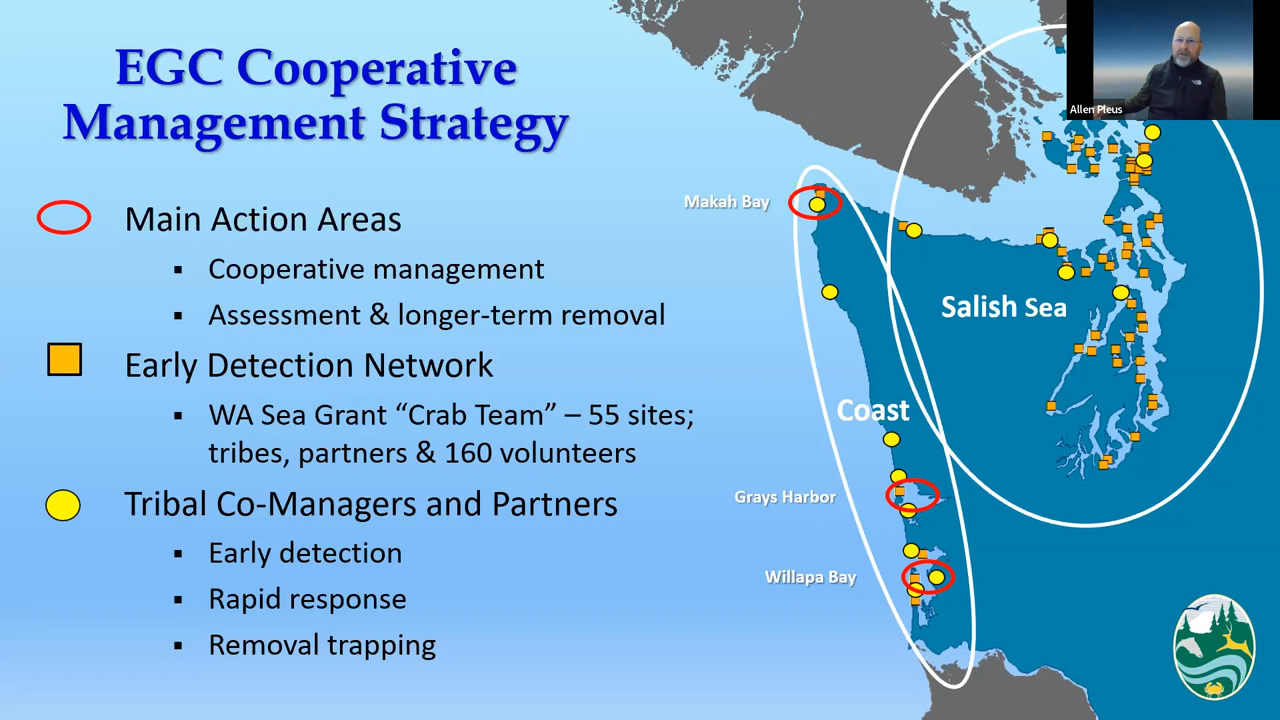 EGC Cooperative
Management Strategy
Main Action Areas
▪ Cooperative management
▪ Assessment & longer-term removal
Early Detection Network
▪ WA Sea Grant “Crab Team” – 55 sites;
tribes, partners & 160 volunteers
Tribal Co-Managers and Partners
▪ Early detection
▪ Rapid response
▪ Removal trapping
Allen Pleus
Makah Bay
Salish Sea
Coast
Grays Harbor
Willapa Bay